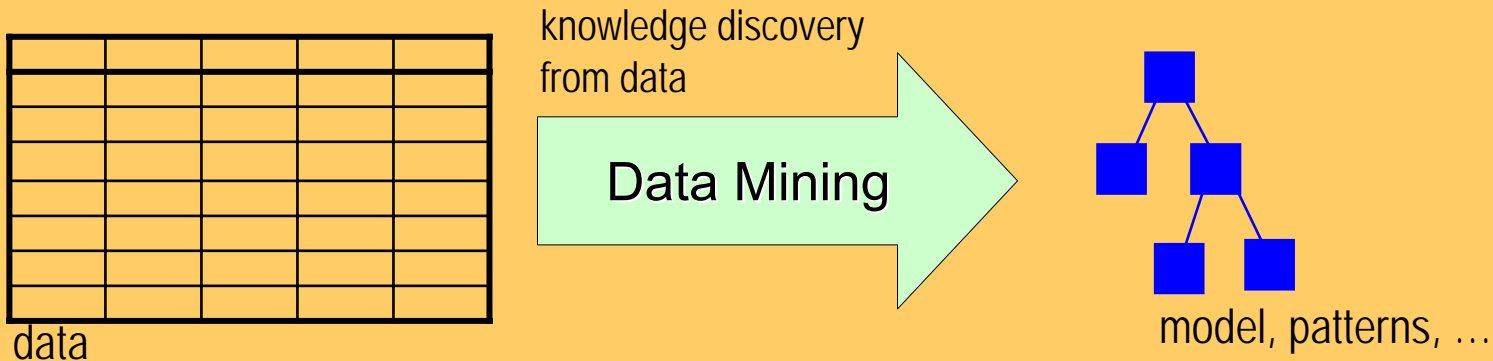 knowledge discovery
from data
Data Mining
data
model, patterns, …